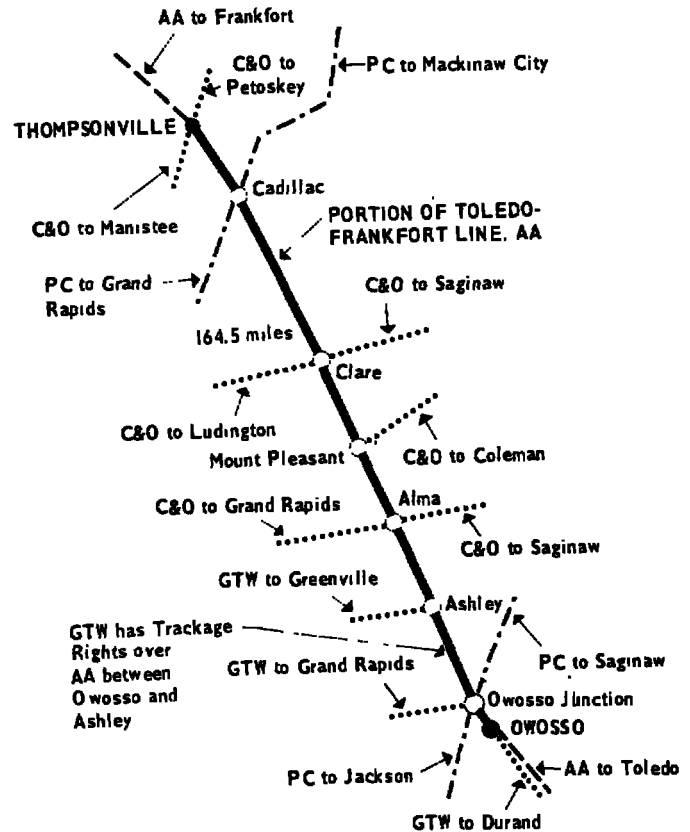 AA to Frankfort
C&O to
Petoskey
PC to Mackinaw City
THOMPSONVILLE
Cadillac
C&O to Manistee
PORTION OF TOLEDO-
FRANKFORT LINE, AA
PC to Grand
Rapids
C&O to Saginaw
164.5 miles
Clare
C&O to Ludington
Mount Pleasant
C&O to Coleman
Alma
C&O to Grand Rapids
C&O to Saginaw
GTW to Greenville
Ashley
GTW has Trackage
Rights over
AA between
Owosso and
Ashley
PC to Saginaw
GTW to Grand Rapids
Owosso Junction
OWOSSO
PC to Jackson
AA to Toledo
GTW to Durand